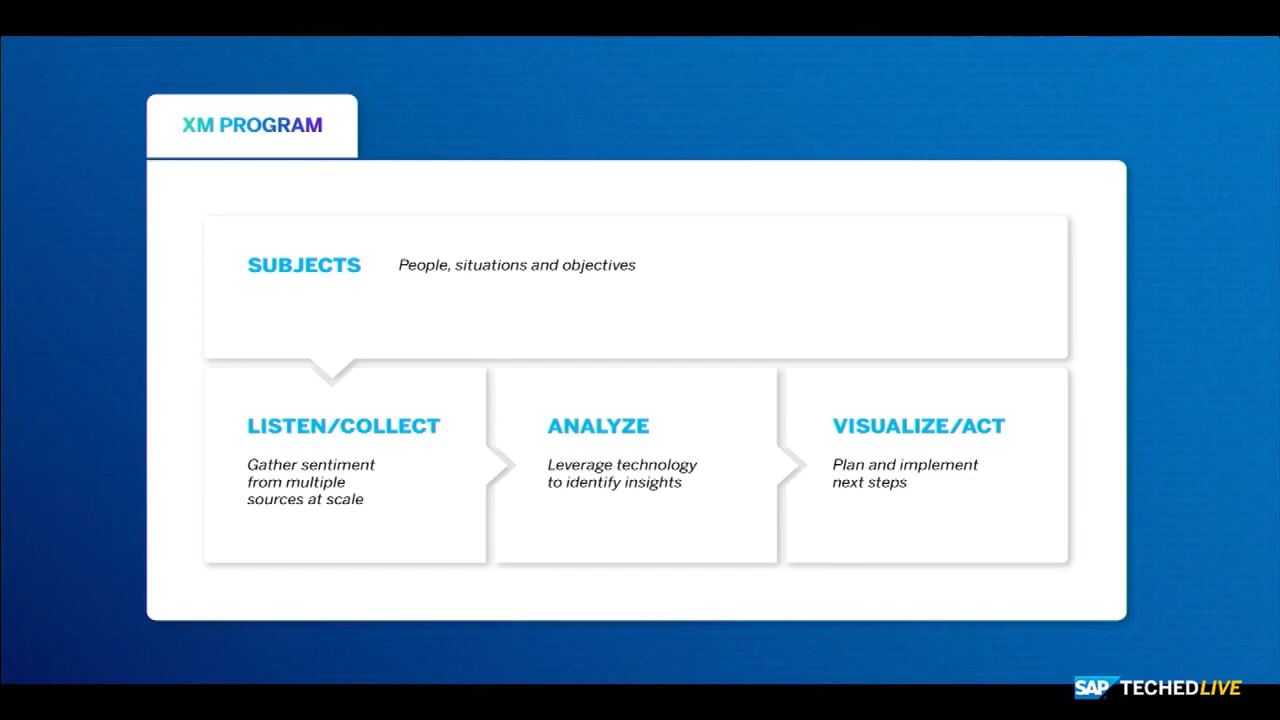 XM PROGRAM
SUBJECTS People, situations and objectives
LISTEN/COLLECT
Gather sentiment
from multiple
sources at scale
ANALYZE
Leverage technology
to identify insights
VISUALIZE/ACT
Plan and implement
next steps
SAP TECHEDLIVE